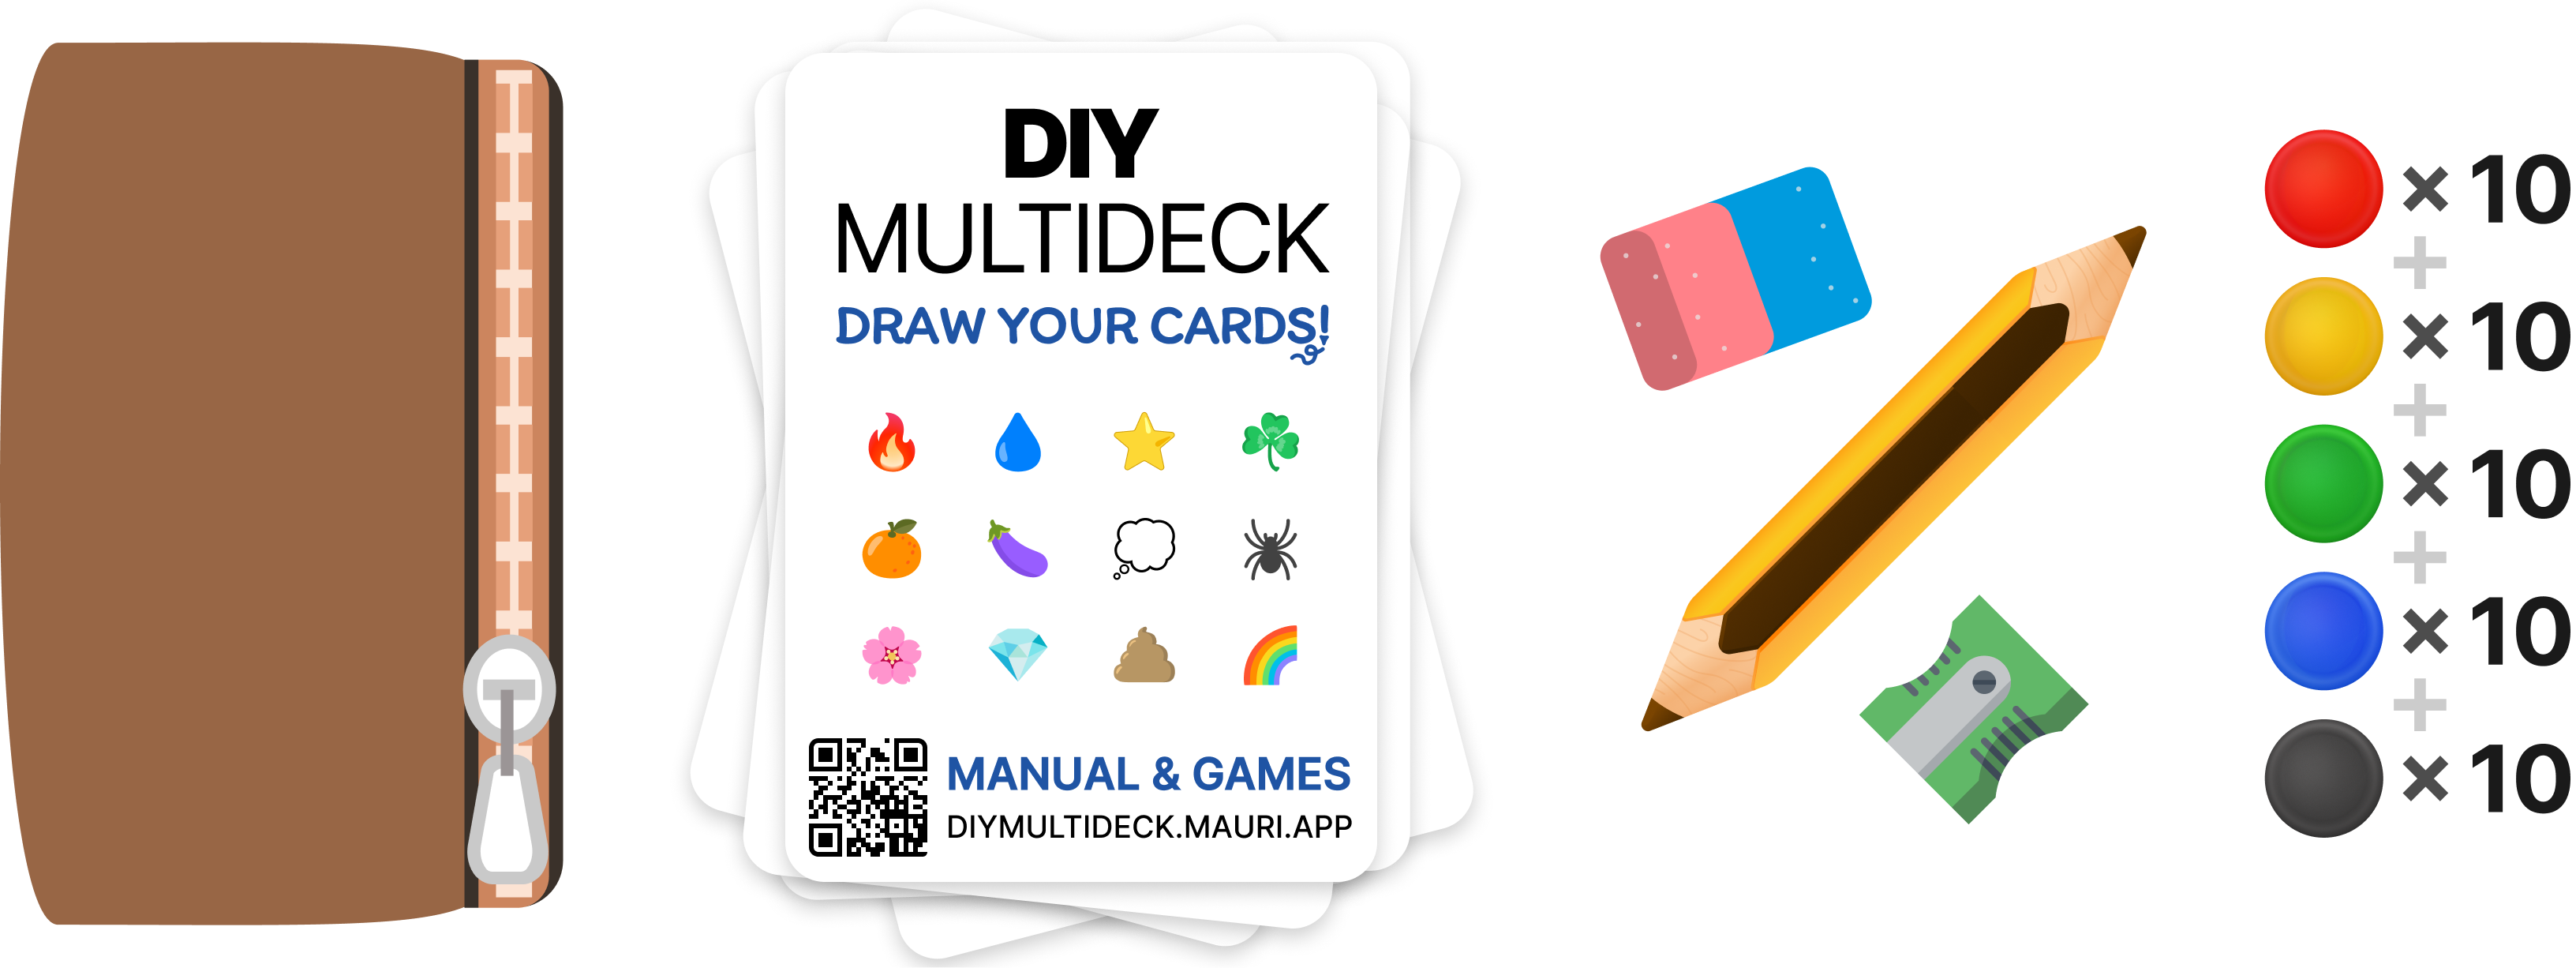 DIY
MULTIDECK
DRAW YOUR CARDS!
MANUAL & GAMES
DIYMULTIDECK.MAURI.APP
× 10
+
× 10
+
× 10
+
× 10
+
× 10